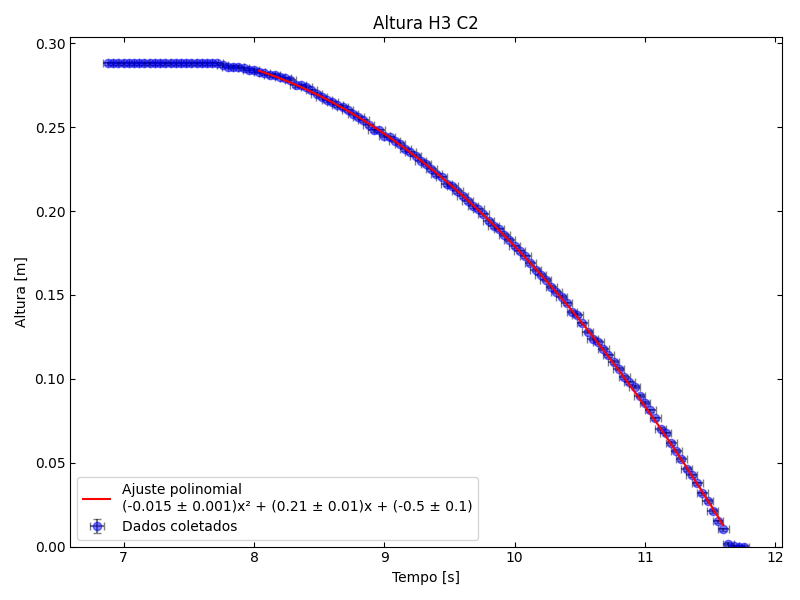 Altura H3 C2
Altura [m]
0.30
0.25
0.20
0.15
0.10
0.05
0.00
Ajuste polinomial
(-0.015 ± 0.001)x² + (0.21 ± 0.01)x + (-0.5 ± 0.1)
Dados coletados
7 8 9 10 11 12
Tempo [s]